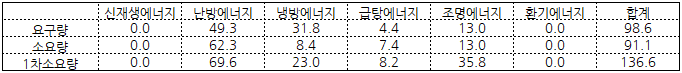 신재생에너지 난방에너지 냉방에너지 급탕에너지 조명에너지 환기에너지 합계
요구량 0.0 49.3 31.8 4.4 13.0 0.0 98.6
소요량 0.0 62.3 8.4 7.4 13.0 0.0 91.1
1차소요량 0.0 69.6 23.0 8.2 35.8 0.0 136.6